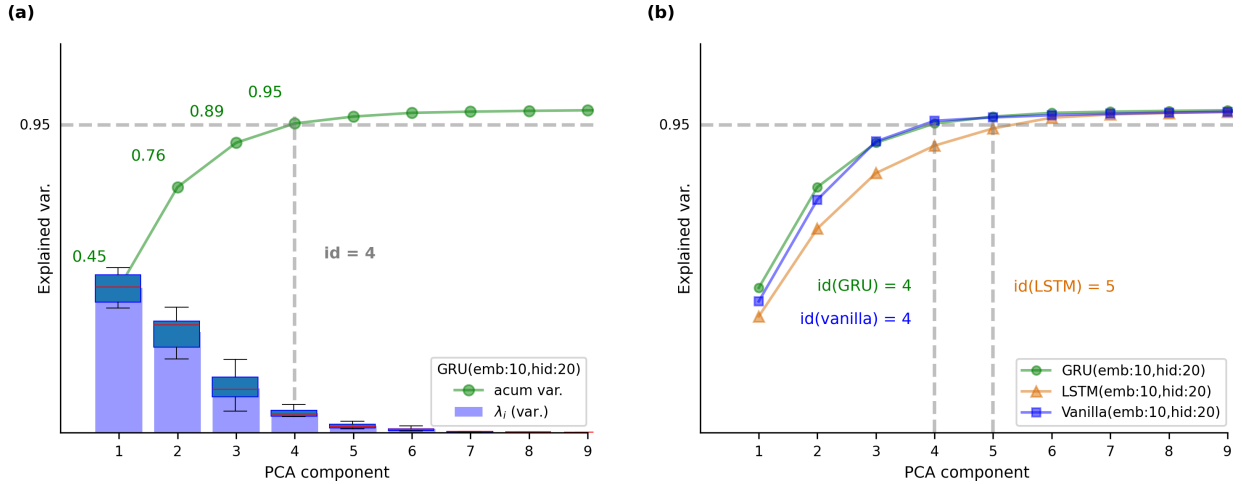 (a)
0.95
0.89
0.95
0.76
0.45
id = 4
Explained var.
GRU(emb:10,hid:20)
acum var.
λi (var.)
1 2 3 4 5 6 7 8 9
PCA component
(b)
0.95
Explained var.
id(GRU) = 4
id(LSTM) = 5
id(vanilla) = 4
GRU(emb:10,hid:20)
LSTM(emb:10,hid:20)
Vanilla(emb:10,hid:20)
1 2 3 4 5 6 7 8 9
PCA component